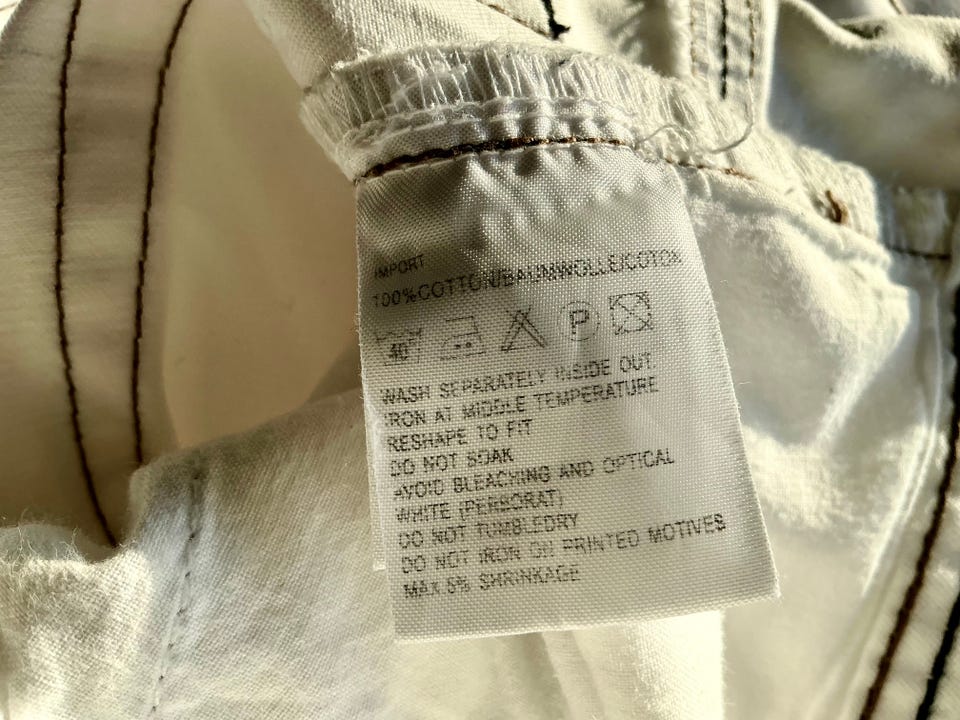 IMPORT
100%COTTON/BAUMWOLLE/COTON
40 P
WASH SEPARATELY INSIDE OUT.
IRON AT MIDDLE TEMPERATURE
RESHAPE TO FIT
DO NOT SOAK
AVOID BLEACHING AND OPTICAL
WHITE (PERBORAT)
DO NOT TUMBLEDRY
DO NOT IRON ON PRINTED MOTIVES
MAX.5% SHRINKAGE